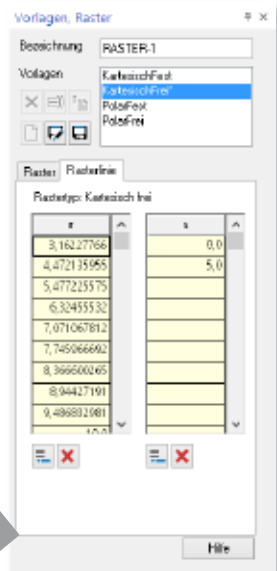 Vorlagen, Raster
Bezeichnung RASTER-1
Vorlagen
KartesischFest
KartesischFrei*
PolarFest
PolarFrei
Raster Rasterlinie
Rastertyp: Kartesisch frei
r s
3,16227766 0,0
4,472135955 5,0
5,477225575
6,32455532
7,071067812
7,745966692
8,366600265
8,94427191
9,486832981
10,0
Hilfe